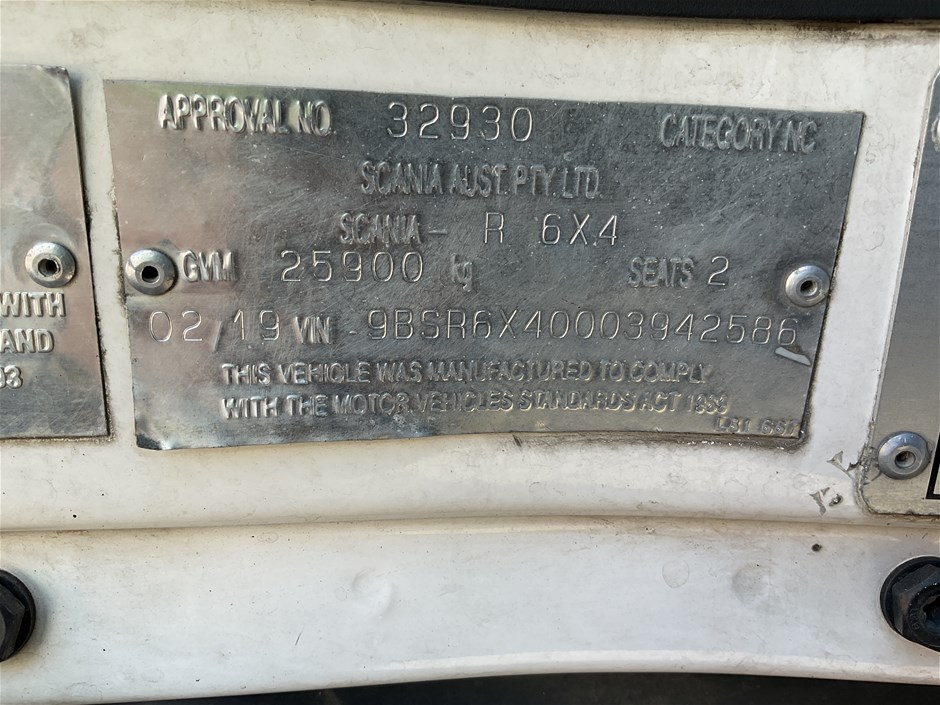 APPROVAL NO. 32930 CATEGORY NC
SCANIA AUST. PTY. LTD.
SCANIA - R 6X4
GVM 25900 kg SEATS 2
02/19 VIN 9BSR6X40003942586
THIS VEHICLE WAS MANUFACTURED TO COMPLY
WITH THE MOTOR VEHICLES STANDARDS ACT 1989
WITH
AND
03